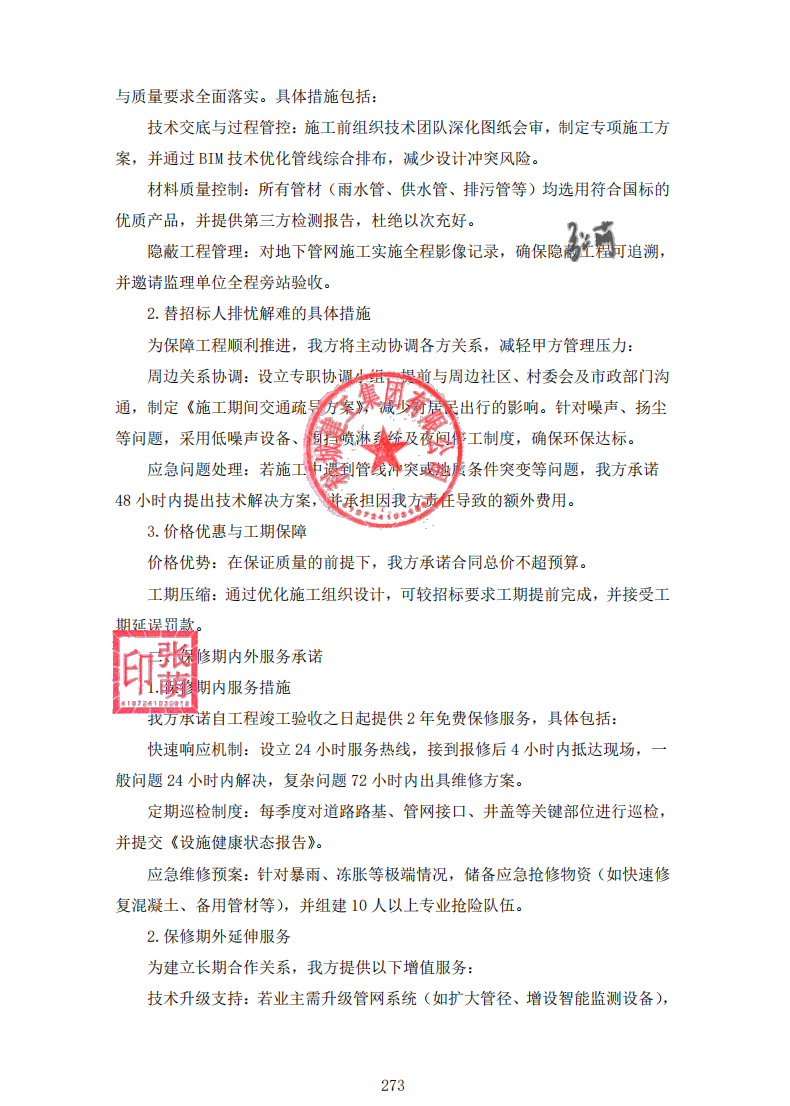 与质量要求全面落实。具体措施包括：
技术交底与过程管控：施工前组织技术团队深化图纸会审，制定专项施工方
案，并通过 BIM 技术优化管线综合排布，减少设计冲突风险。
材料质量控制：所有管材（雨水管、供水管、排污管等）均选用符合国标的
优质产品，并提供第三方检测报告，杜绝以次充好。
隐蔽工程管理：对地下管网施工实施全程影像记录，确保隐蔽工程可追溯，
并邀请监理单位全程旁站验收。
2.替招标人排忧解难的具体措施
为保障工程顺利推进，我方将主动协调各方关系，减轻甲方管理压力：
周边关系协调：设立专职协调小组，提前与周边社区、村委会及市政部门沟
通，制定《施工期间交通疏导方案》，减少对居民出行的影响。针对噪声、扬尘
等问题，采用低噪声设备、围挡喷淋系统及夜间停工制度，确保环保达标。
应急问题处理：若施工中遇到管线冲突或地质条件突变等问题，我方承诺
48 小时内提出技术解决方案，并承担因我方责任导致的额外费用。
3.价格优惠与工期保障
价格优势：在保证质量的前提下，我方承诺合同总价不超预算。
工期压缩：通过优化施工组织设计，可较招标要求工期提前完成，并接受工
期延误罚款。
二、保修期内外服务承诺
1.保修期内服务措施
我方承诺自工程竣工验收之日起提供 2 年免费保修服务，具体包括：
快速响应机制：设立 24 小时服务热线，接到报修后 4 小时内抵达现场，一
般问题 24 小时内解决，复杂问题 72 小时内出具维修方案。
定期巡检制度：每季度对道路路基、管网接口、井盖等关键部位进行巡检，
并提交《设施健康状态报告》。
应急维修预案：针对暴雨、冻胀等极端情况，储备应急抢修物资（如快速修
复混凝土、备用管材等），并组建 10 人以上专业抢险队伍。
2.保修期外延伸服务
为建立长期合作关系，我方提供以下增值服务：
技术升级支持：若业主需升级管网系统（如扩大管径、增设智能监测设备），
273
城建工集团有限公司
张萌
印